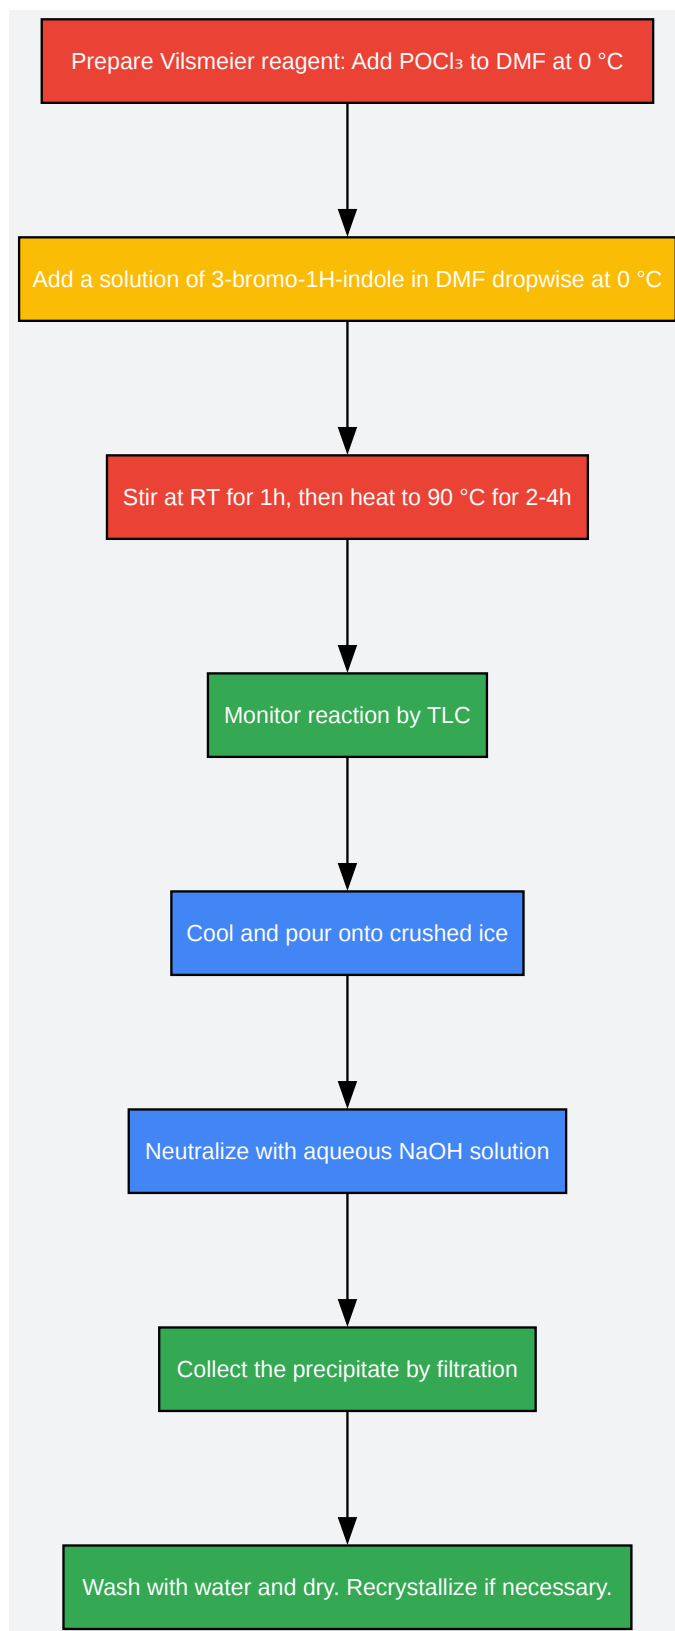 Prepare Vilsmeier reagent: Add POCl₃ to DMF at 0 °C
Add a solution of 3-bromo-1H-indole in DMF dropwise at 0 °C
Stir at RT for 1h, then heat to 90 °C for 2-4h
Monitor reaction by TLC
Cool and pour onto crushed ice
Neutralize with aqueous NaOH solution
Collect the precipitate by filtration
Wash with water and dry. Recrystallize if necessary.